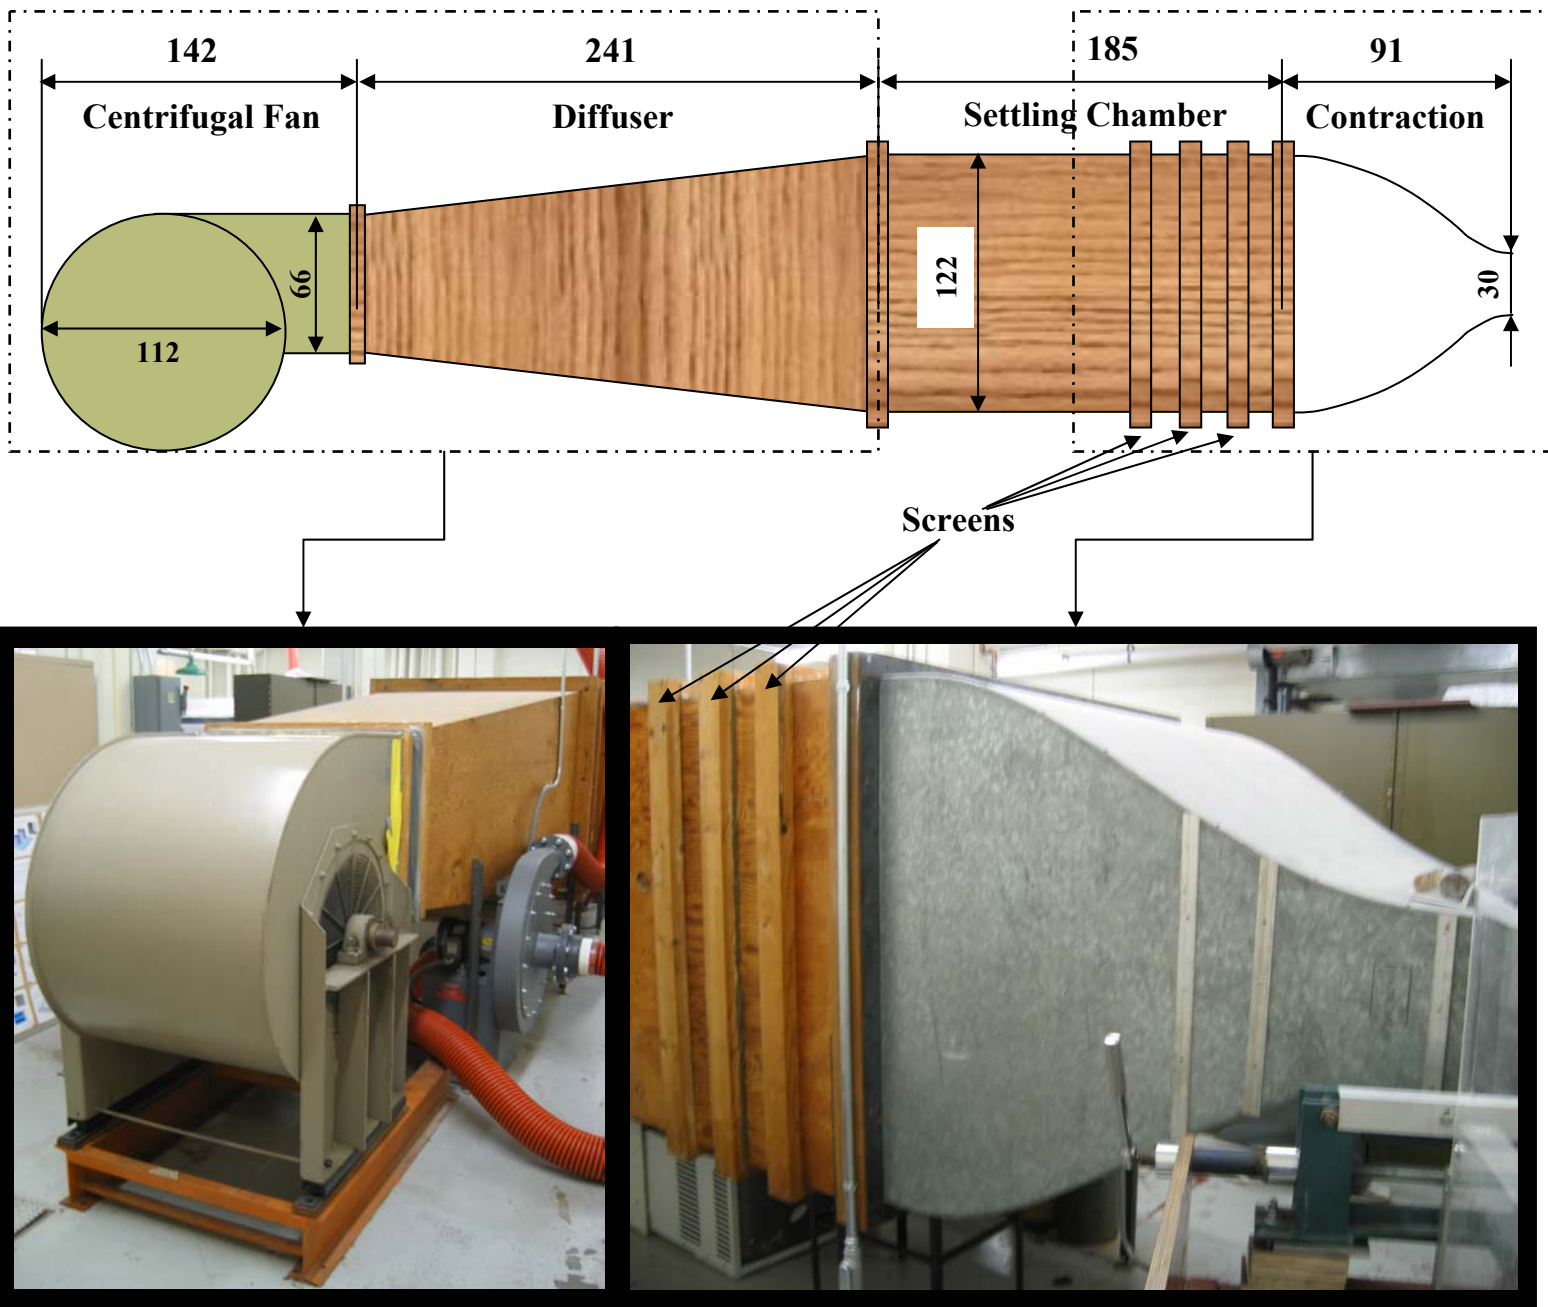 142
241
185
91
Centrifugal Fan
Diffuser
Settling Chamber
Contraction
66
122
30
112
Screens